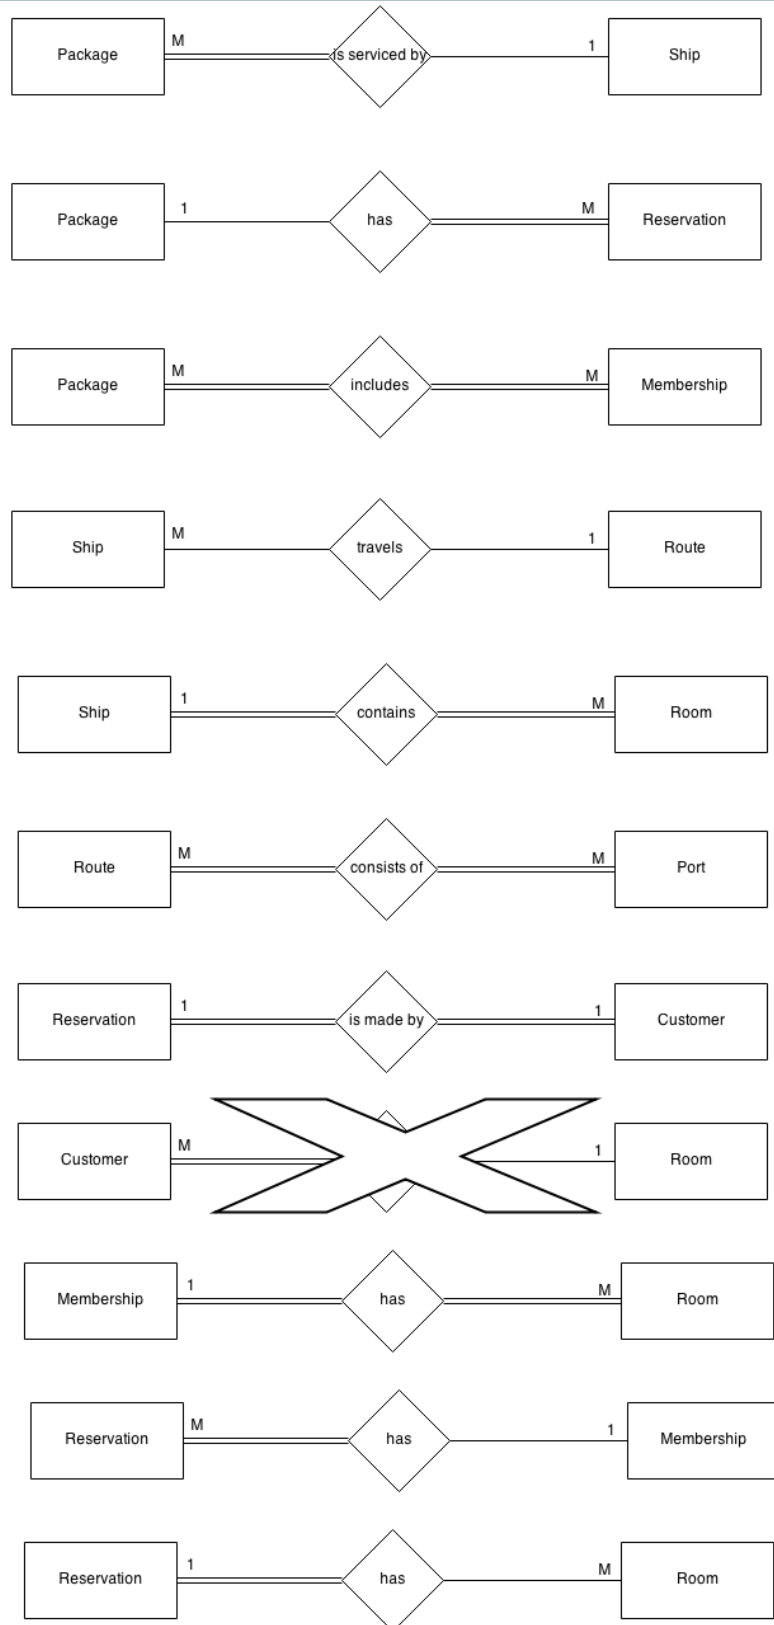 Package M is serviced by 1 Ship
Package 1 has M Reservation
Package M includes M Membership
Ship M travels 1 Route
Ship 1 contains M Room
Route M consists of M Port
Reservation 1 is made by 1 Customer
Customer M 1 Room
Membership 1 has M Room
Reservation M has 1 Membership
Reservation 1 has M Room